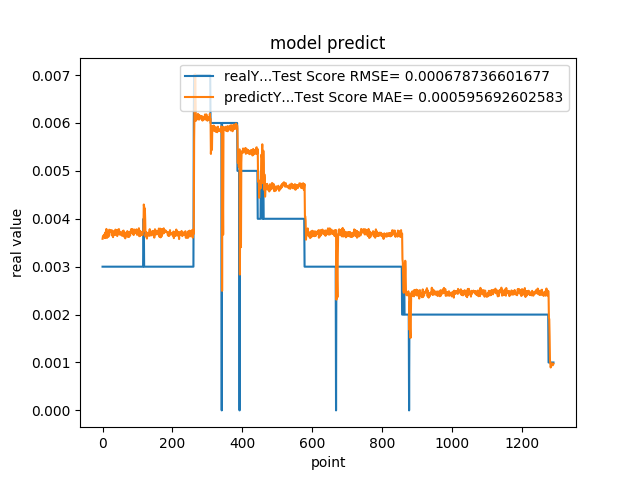 model predict
realY...Test Score RMSE= 0.000678736601677
predictY...Test Score MAE= 0.000595692602583
0.007
0.006
0.005
0.004
0.003
0.002
0.001
0.000
real value
0 200 400 600 800 1000 1200
point